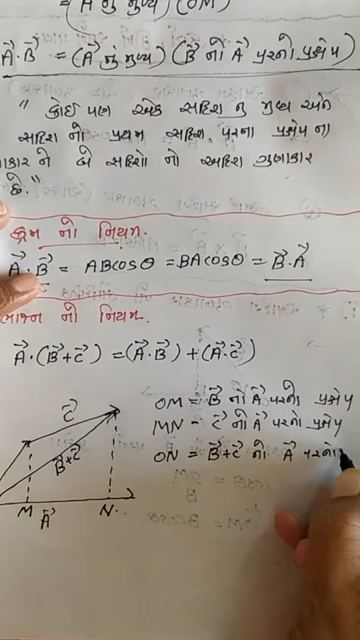 = (A⃗ નું મુલ્ય) (OM)
A⃗·B⃗ = (A⃗ નું મુલ્ય) (B⃗ નો A⃗ પરનો પ્રક્ષેપ)
" કોઈ પણ એક સદિશ નુ મુલ્ય અને
સદિશ નો પ્રથમ સદિશ પરના પ્રક્ષેપ ના
ાકાર ને બે સદિશો નો અદિશ ગુણાકાર
છે."
ક્રમ નો નિયમ.
A⃗·B⃗ = ABcosθ = BAcosθ = B⃗·A⃗
નો નિયમ.
A⃗·(B⃗+C⃗) = (A⃗·B⃗) + (A⃗·C⃗)
OM = B⃗ નો A⃗ પરનો પ્રક્ષેપ
MN = C⃗ નો A⃗ પરનો પ્રક્ષેપ
ON = B⃗+C⃗ નો A⃗ પરનો
C⃗
B⃗+C⃗
M A⃗ N